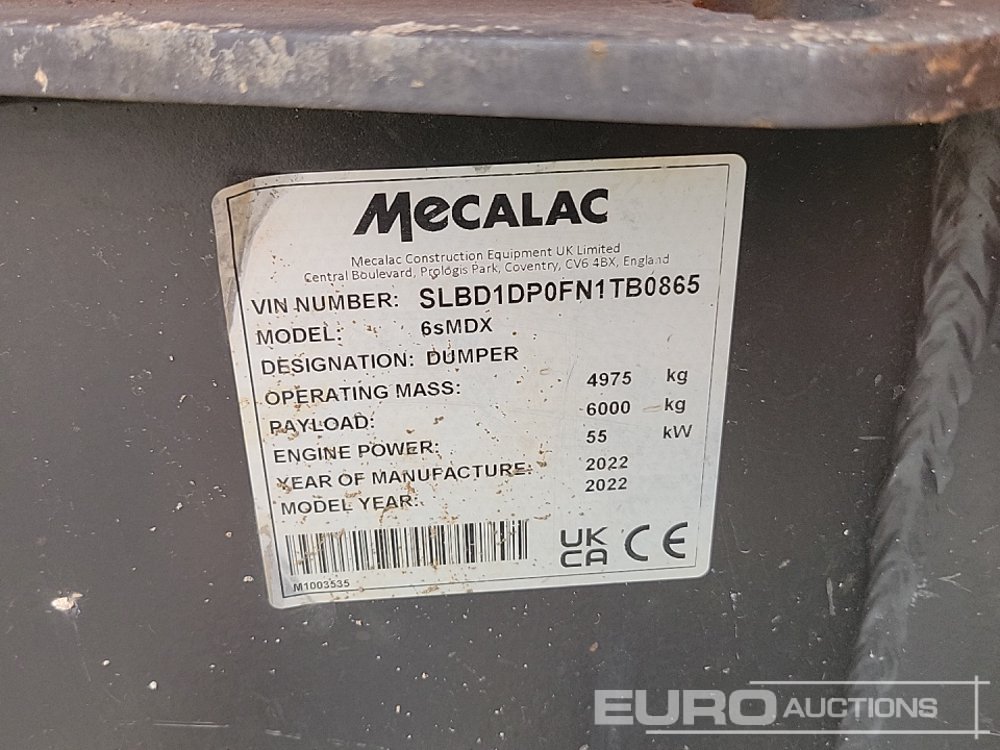 MeCALAC
Mecalac Construction Equipment UK Limited
Central Boulevard, Prologis Park, Coventry, CV6 4BX, England
VIN NUMBER: SLBD1DP0FN1TB0865
MODEL: 6sMDX
DESIGNATION: DUMPER
OPERATING MASS: 4975 kg
PAYLOAD: 6000 kg
ENGINE POWER: 55 kW
YEAR OF MANUFACTURE: 2022
MODEL YEAR: 2022
UK
CA CE
M1003535
EURO AUCTIONS